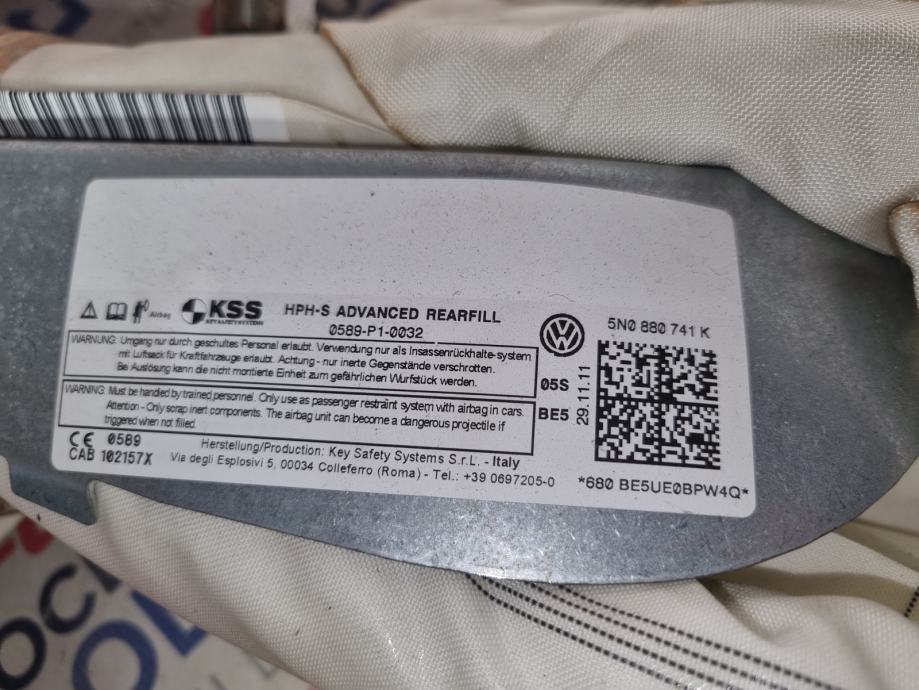 Airbag KSS HPH-S ADVANCED REARFILL
KEY SAFETY SYSTEMS
0589-P1-0032
WARNUNG: Umgang nur durch geschultes Personal erlaubt. Verwendung nur als Insassenrückhalte-system
mit Luftsack für Kraftfahrzeuge erlaubt. Achtung - nur inerte Gegenstände verschrotten.
Bei Auslösung kann die nicht montierte Einheit zum gefährlichen Wurfstück werden.
WARNING: Must be handled by trained personnel. Only use as passenger restraint system with airbag in cars.
Attention - Only scrap inert components. The airbag unit can become a dangerous projectile if
triggered when not filled.
CE 0589
CAB 102157X
Herstellung/Production: Key Safety Systems S.r.L. - Italy
Via degli Esplosivi 5, 00034 Colleferro (Roma) - Tel.: +39 0697205-0
05S
BE5
29.11.11
5N0 880 741 K
*680 BE5UE0BPW4Q*